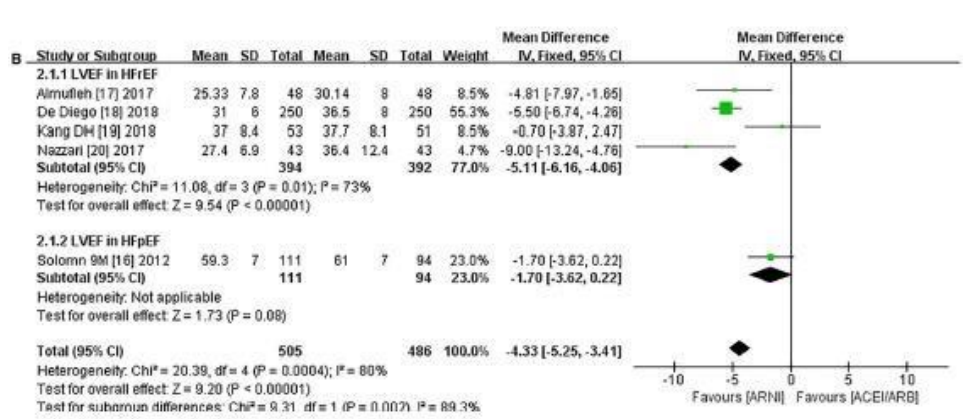 Mean Difference Mean Difference
B Study or Subgroup Mean SD Total Mean SD Total Weight IV, Fixed, 95% CI IV, Fixed, 95% CI
2.1.1 LVEF in HFrEF
Almufleh [17] 2017 25.33 7.8 48 30.14 8 48 8.5% -4.81 [-7.97, -1.65]
De Diego [18] 2018 31 6 250 36.5 8 250 55.3% -5.50 [-6.74, -4.26]
Kang DH [19] 2018 37 8.4 53 37.7 8.1 51 8.5% -0.70 [-3.87, 2.47]
Nazzari [20] 2017 27.4 6.9 43 36.4 12.4 43 4.7% -9.00 [-13.24, -4.76]
Subtotal (95% CI) 394 392 77.0% -5.11 [-6.16, -4.06]
Heterogeneity: Chi² = 11.08, df = 3 (P = 0.01); I² = 73%
Test for overall effect: Z = 9.54 (P < 0.00001)
2.1.2 LVEF in HFpEF
Solomn 9M [16] 2012 59.3 7 111 61 7 94 23.0% -1.70 [-3.62, 0.22]
Subtotal (95% CI) 111 94 23.0% -1.70 [-3.62, 0.22]
Heterogeneity: Not applicable
Test for overall effect: Z = 1.73 (P = 0.08)
Total (95% CI) 505 486 100.0% -4.33 [-5.25, -3.41]
Heterogeneity: Chi² = 20.39, df = 4 (P = 0.0004); I² = 80%
Test for overall effect: Z = 9.20 (P < 0.00001)
Test for subgroup differences: Chi² = 9.31, df = 1 (P = 0.002), I² = 89.3%
-10 -5 0 5 10
Favours [ARNI] Favours [ACEI/ARB]